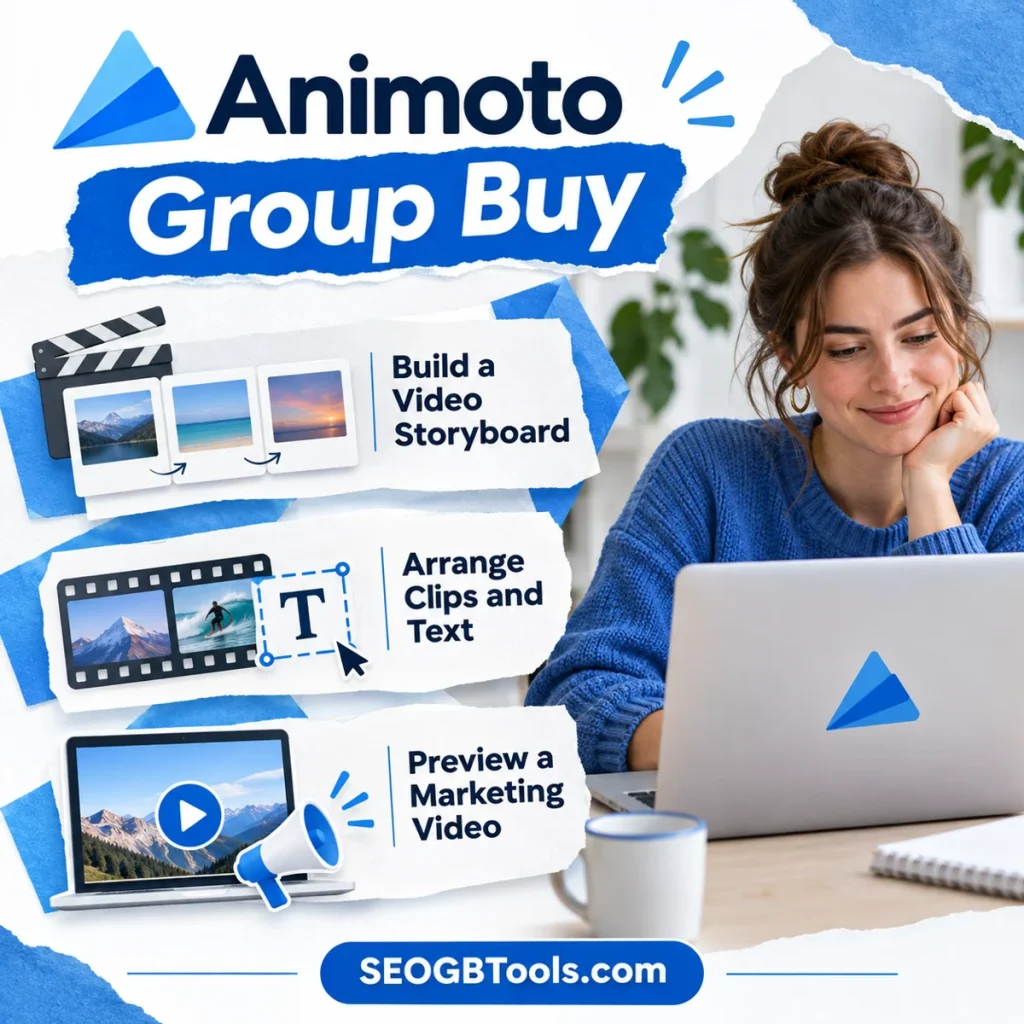 Animoto
Group Buy
Build a
Video
Storyboard
Arrange
Clips and
Text
T
Preview a
Marketing
Video
SEOGBTools.com